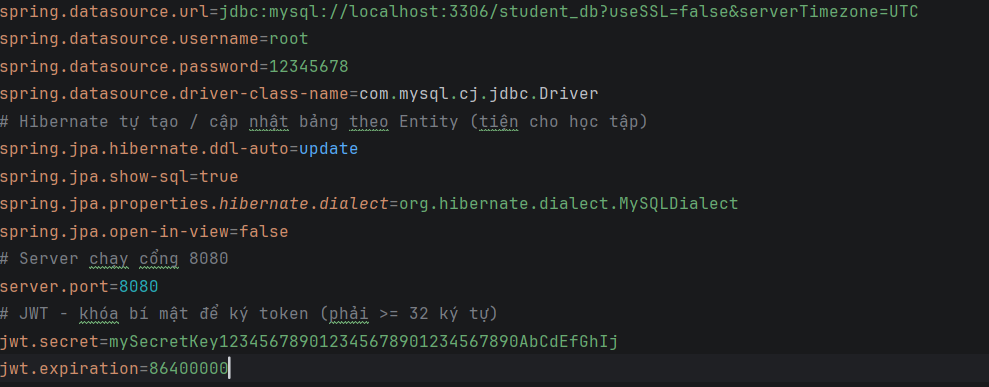 spring.datasource.url=jdbc:mysql://localhost:3306/student_db?useSSL=false&serverTimezone=UTC
spring.datasource.username=root
spring.datasource.password=12345678
spring.datasource.driver-class-name=com.mysql.cj.jdbc.Driver
# Hibernate tự tạo / cập nhật bảng theo Entity (tiện cho học tập)
spring.jpa.hibernate.ddl-auto=update
spring.jpa.show-sql=true
spring.jpa.properties.hibernate.dialect=org.hibernate.dialect.MySQLDialect
spring.jpa.open-in-view=false
# Server chạy cổng 8080
server.port=8080
# JWT - khóa bí mật để ký token (phải >= 32 ký tự)
jwt.secret=mySecretKey123456789012345678901234567890AbCdEfGhIj
jwt.expiration=86400000